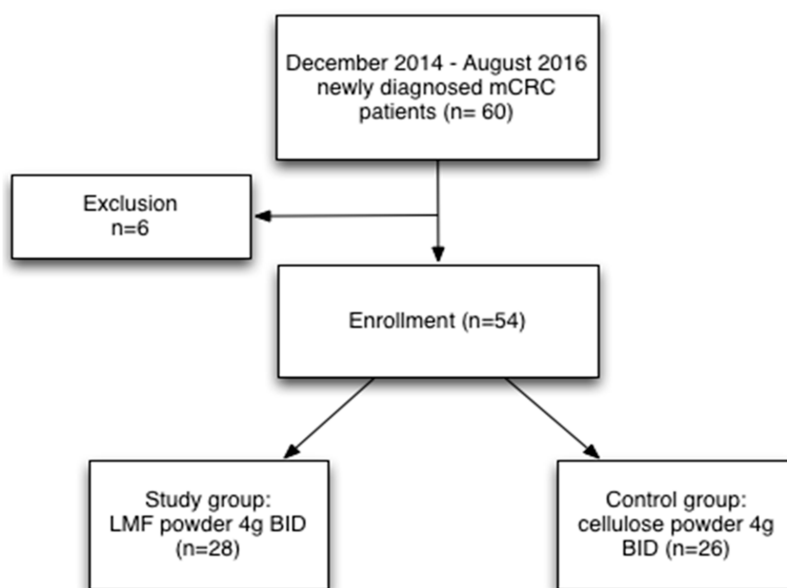 December 2014 - August 2016
newly diagnosed mCRC
patients (n= 60)
Exclusion
n=6
Enrollment (n=54)
Study group:
LMF powder 4g BID
(n=28)
Control group:
cellulose powder 4g
BID (n=26)